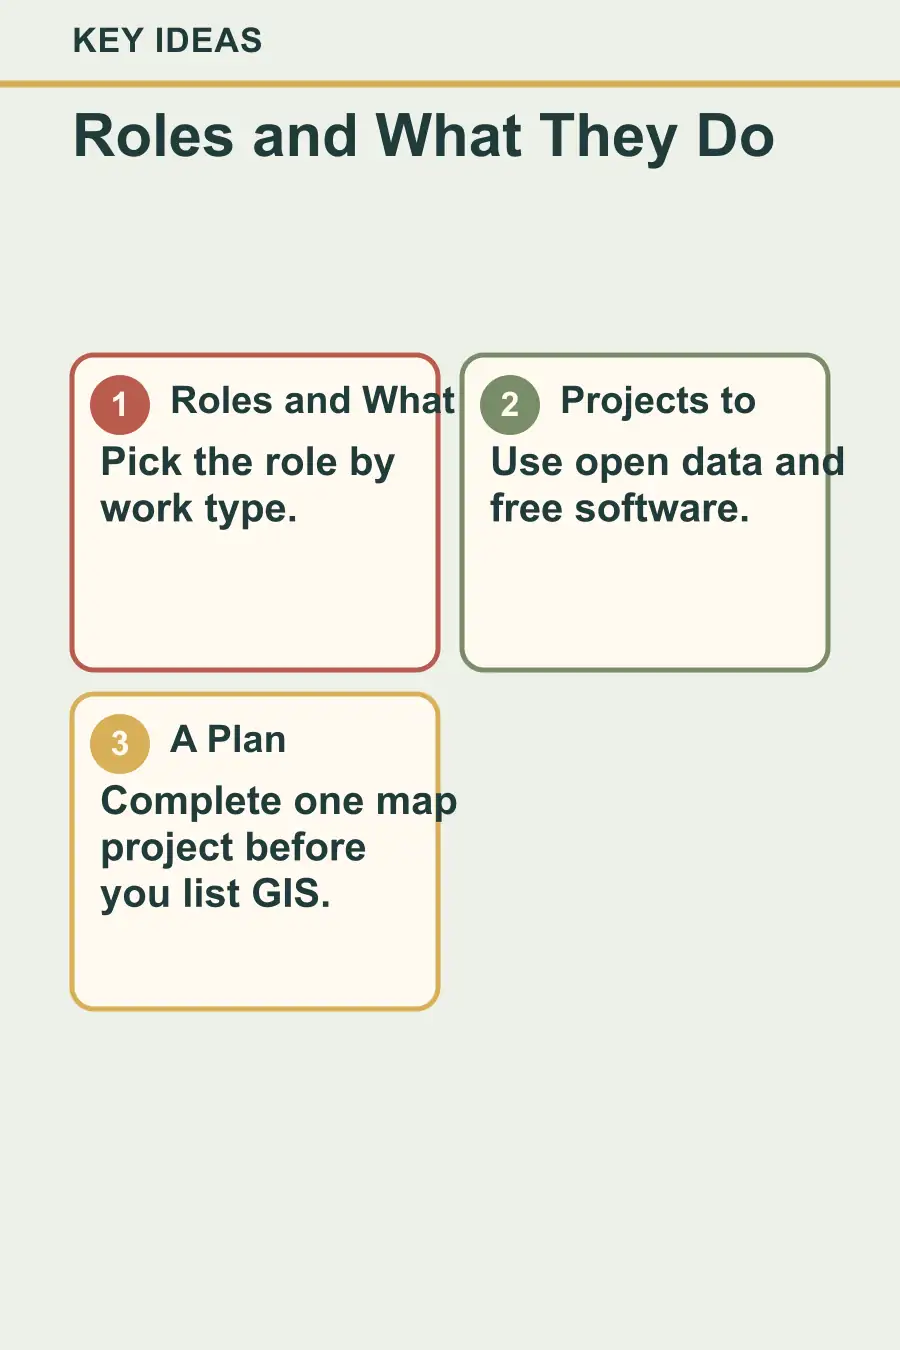 KEY IDEAS
Roles and What They Do
1 Roles and What
Pick the role by
work type.
2 Projects to
Use open data and
free software.
3 A Plan
Complete one map
project before
you list GIS.